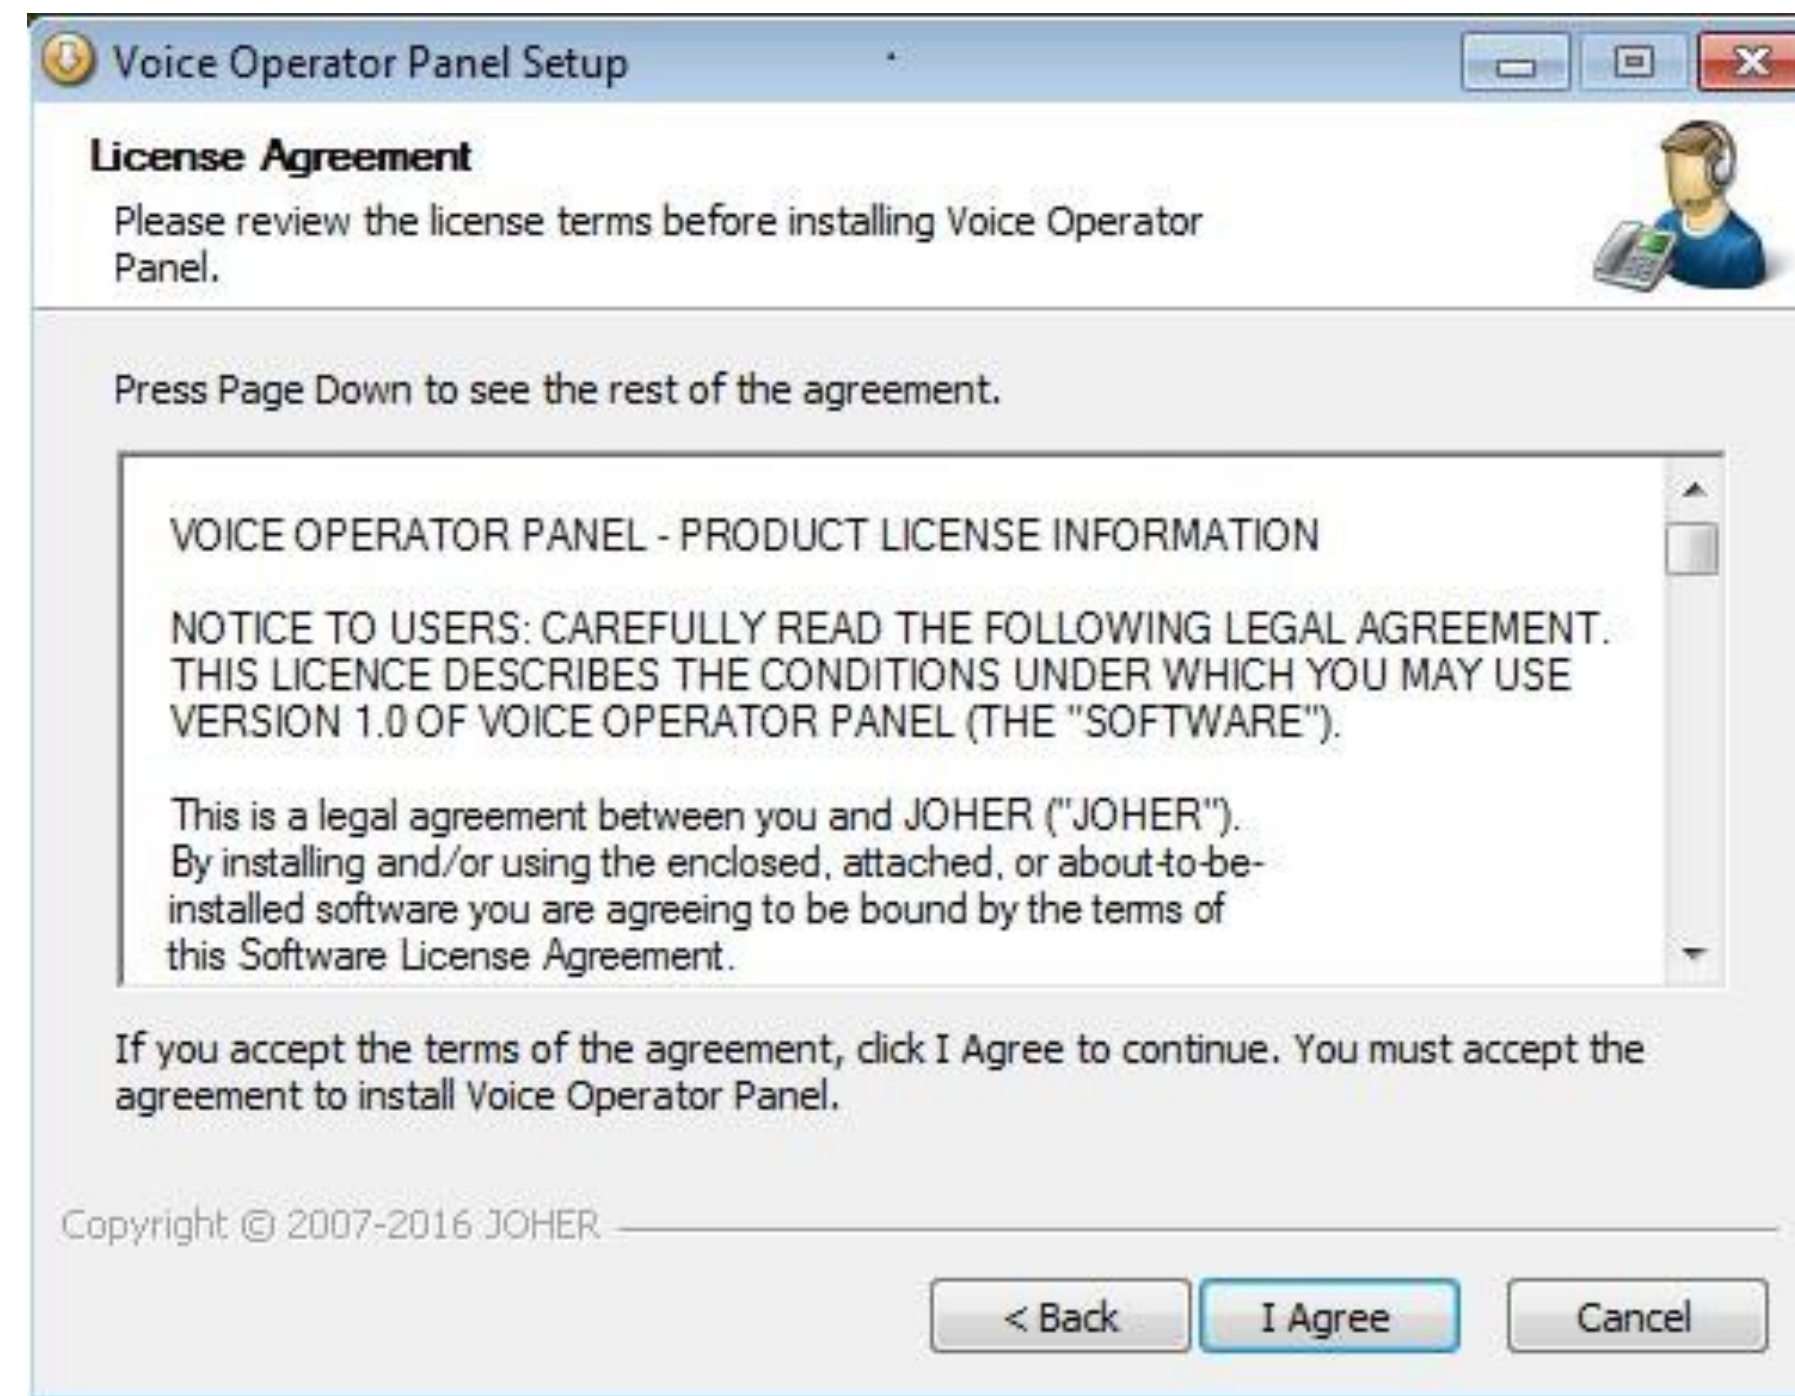 Voice Operator Panel Setup
License Agreement
Please review the license terms before installing Voice Operator
Panel.
Press Page Down to see the rest of the agreement.
VOICE OPERATOR PANEL - PRODUCT LICENSE INFORMATION
NOTICE TO USERS: CAREFULLY READ THE FOLLOWING LEGAL AGREEMENT.
THIS LICENCE DESCRIBES THE CONDITIONS UNDER WHICH YOU MAY USE
VERSION 1.0 OF VOICE OPERATOR PANEL (THE "SOFTWARE").
This is a legal agreement between you and JOHER ("JOHER").
By installing and/or using the enclosed, attached, or about-to-be-
installed software you are agreeing to be bound by the terms of
this Software License Agreement.
If you accept the terms of the agreement, click I Agree to continue. You must accept the
agreement to install Voice Operator Panel.
Copyright © 2007-2016 JOHER
< Back
I Agree
Cancel